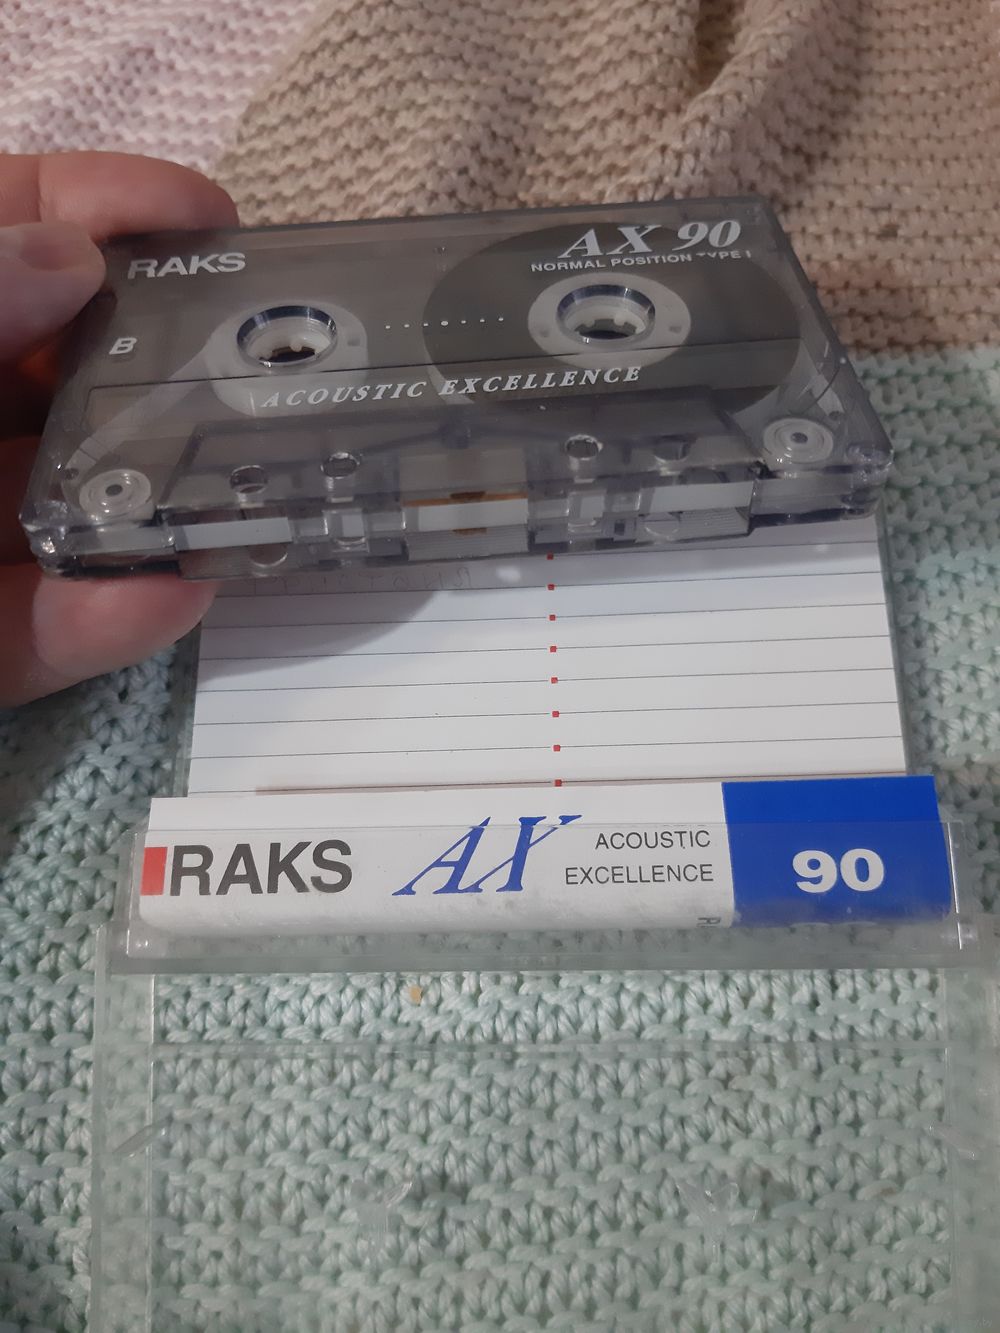 RAKS
AX 90
NORMAL POSITION TYPE I
B
ACOUSTIC EXCELLENCE
RAKS
AX
ACOUSTIC
EXCELLENCE
90